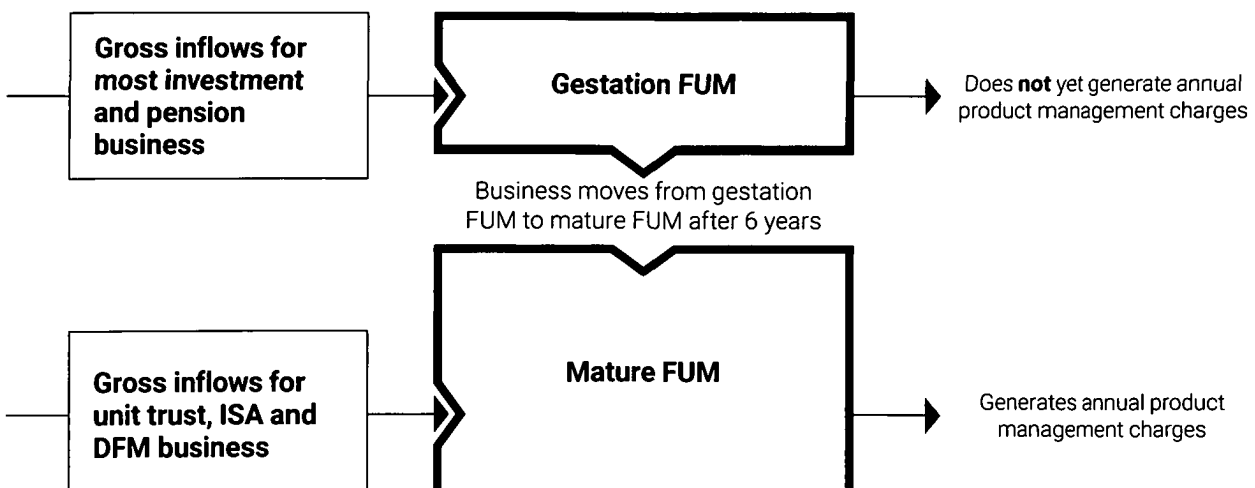 Gross inflows for
most investment
and pension
business
Gestation FUM
Does not yet generate annual
product management charges
Business moves from gestation
FUM to mature FUM after 6 years
Gross inflows for
unit trust, ISA and
DFM business
Mature FUM
Generates annual product
management charges